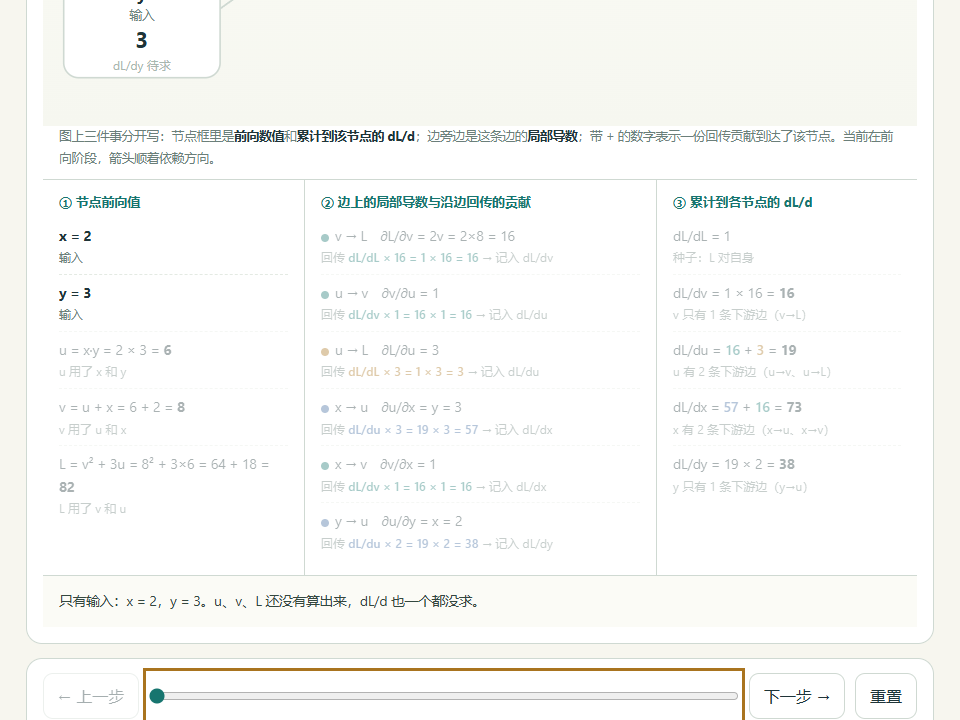 输入
3
dL/dy 待求
图上三件事分开写：节点框里是前向数值和累计到该节点的 dL/d；边旁边是这条边的局部导数；带 + 的数字表示一份回传贡献到达了该节点。当前在前
向阶段，箭头顺着依赖方向。
① 节点前向值
x = 2
输入
y = 3
输入
u = x·y = 2 × 3 = 6
u 用了 x 和 y
v = u + x = 6 + 2 = 8
v 用了 u 和 x
L = v² + 3u = 8² + 3×6 = 64 + 18 =
82
L 用了 v 和 u
② 边上的局部导数与沿边回传的贡献
v → L ∂L/∂v = 2v = 2×8 = 16
回传 dL/dL × 16 = 1 × 16 = 16 → 记入 dL/dv
u → v ∂v/∂u = 1
回传 dL/dv × 1 = 16 × 1 = 16 → 记入 dL/du
u → L ∂L/∂u = 3
回传 dL/dL × 3 = 1 × 3 = 3 → 记入 dL/du
x → u ∂u/∂x = y = 3
回传 dL/du × 3 = 19 × 3 = 57 → 记入 dL/dx
x → v ∂v/∂x = 1
回传 dL/dv × 1 = 16 × 1 = 16 → 记入 dL/dx
y → u ∂u/∂y = x = 2
回传 dL/du × 2 = 19 × 2 = 38 → 记入 dL/dy
③ 累计到各节点的 dL/d
dL/dL = 1
种子：L 对自身
dL/dv = 1 × 16 = 16
v 只有 1 条下游边（v→L）
dL/du = 16 + 3 = 19
u 有 2 条下游边（u→v、u→L）
dL/dx = 57 + 16 = 73
x 有 2 条下游边（x→u、x→v）
dL/dy = 19 × 2 = 38
y 只有 1 条下游边（y→u）
只有输入：x = 2，y = 3。u、v、L 还没有算出来，dL/d 也一个都没求。
← 上一步
下一步 →
重置